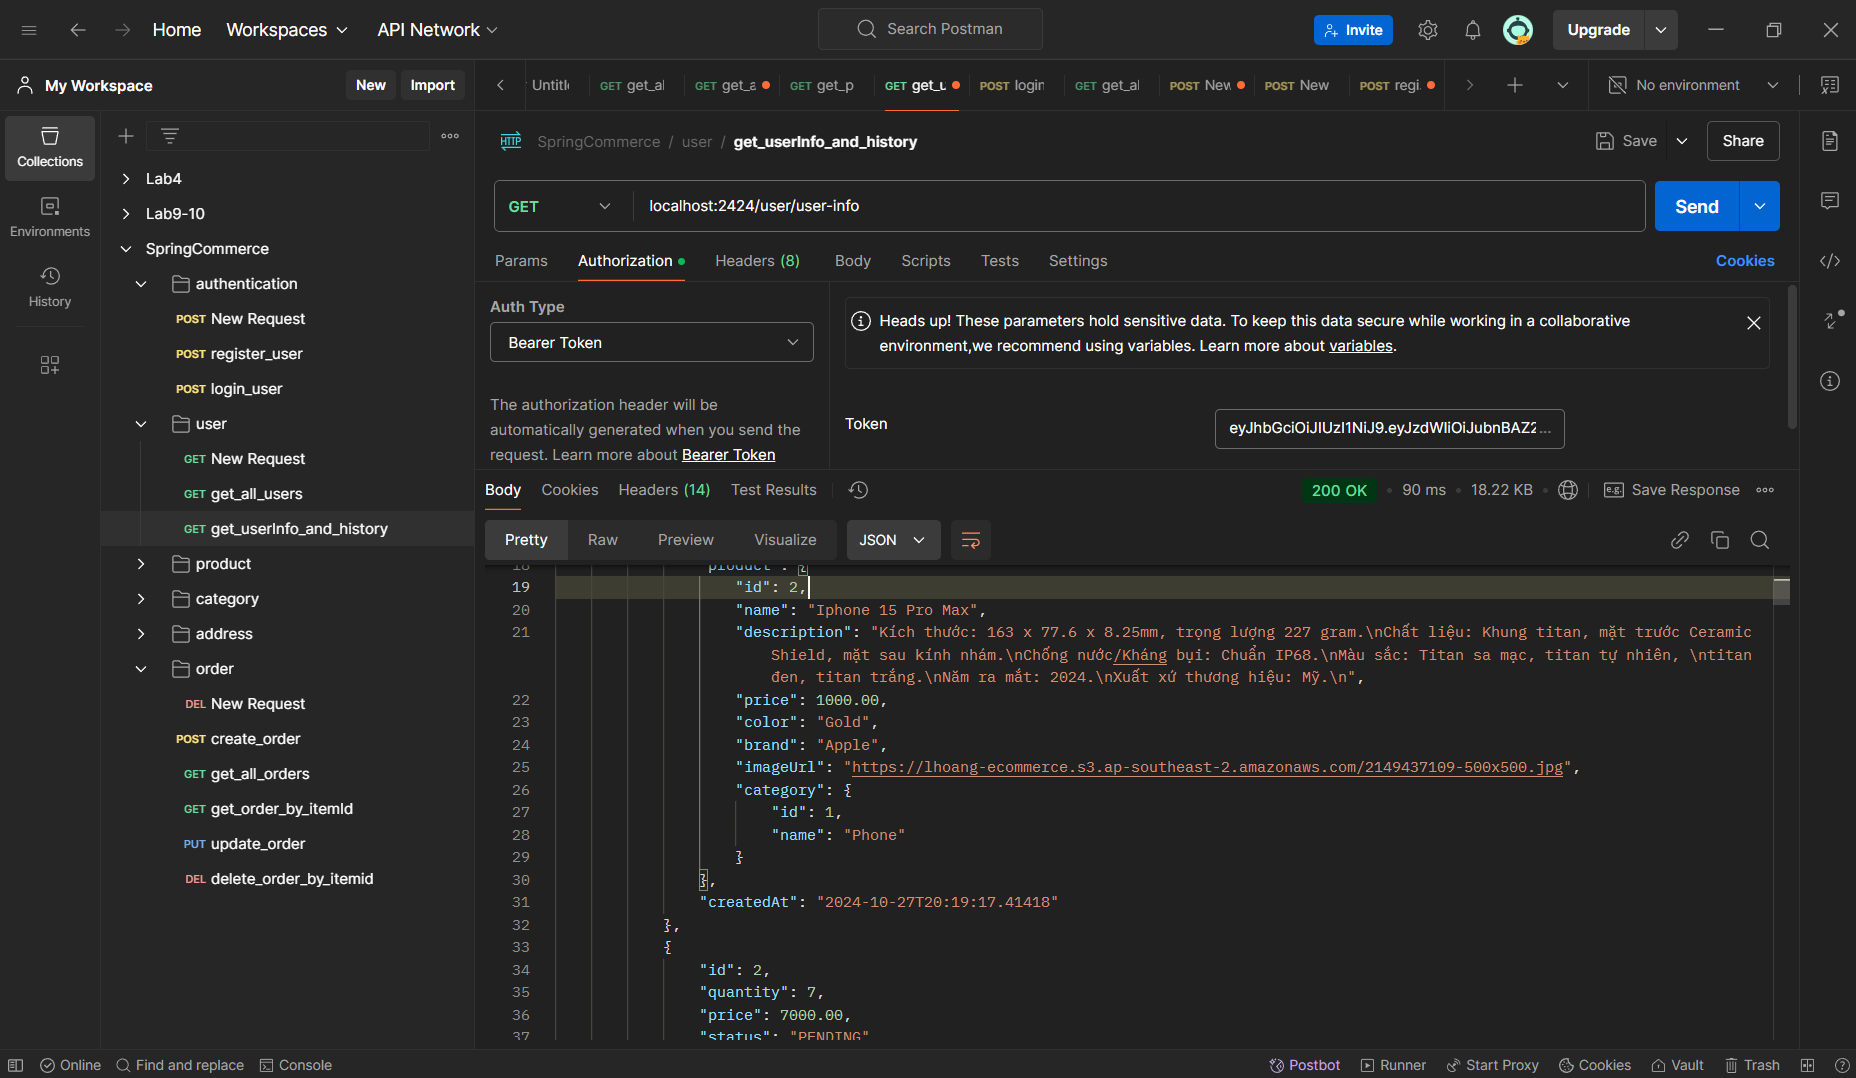 Home Workspaces API Network Search Postman Invite Upgrade
My Workspace New Import
Untitle GET get_al GET get_a GET get_p GET get_u POST login GET get_al POST New POST New POST regi No environment
Collections
Environments
History
Lab4
Lab9-10
SpringCommerce
authentication
POST New Request
POST register_user
POST login_user
user
GET New Request
GET get_all_users
GET get_userInfo_and_history
product
category
address
order
DEL New Request
POST create_order
GET get_all_orders
GET get_order_by_itemId
PUT update_order
DEL delete_order_by_itemid
HTTP SpringCommerce / user / get_userInfo_and_history Save Share
GET localhost:2424/user/user-info Send
Params Authorization Headers (8) Body Scripts Tests Settings Cookies
Auth Type
Bearer Token
The authorization header will be
automatically generated when you send the
request. Learn more about Bearer Token
Heads up! These parameters hold sensitive data. To keep this data secure while working in a collaborative
environment,we recommend using variables. Learn more about variables.
Token eyJhbGciOiJIUzI1NiJ9.eyJzdWIiOiJubnBAZ2...
Body Cookies Headers (14) Test Results 200 OK 90 ms 18.22 KB e.g. Save Response
Pretty Raw Preview Visualize JSON
18 "product": {
19 "id": 2,
20 "name": "Iphone 15 Pro Max",
21 "description": "Kích thước: 163 x 77.6 x 8.25mm, trọng lượng 227 gram.\nChất liệu: Khung titan, mặt trước Ceramic
Shield, mặt sau kính nhám.\nChống nước/Kháng bụi: Chuẩn IP68.\nMàu sắc: Titan sa mạc, titan tự nhiên, \ntitan
đen, titan trắng.\nNăm ra mắt: 2024.\nXuất xứ thương hiệu: Mỹ.\n",
22 "price": 1000.00,
23 "color": "Gold",
24 "brand": "Apple",
25 "imageUrl": "https://lhoang-ecommerce.s3.ap-southeast-2.amazonaws.com/2149437109-500x500.jpg",
26 "category": {
27 "id": 1,
28 "name": "Phone"
29 }
30 },
31 "createdAt": "2024-10-27T20:19:17.41418"
32 },
33 {
34 "id": 2,
35 "quantity": 7,
36 "price": 7000.00,
37 "status": "PENDING"
Online Find and replace Console Postbot Runner Start Proxy Cookies Vault Trash